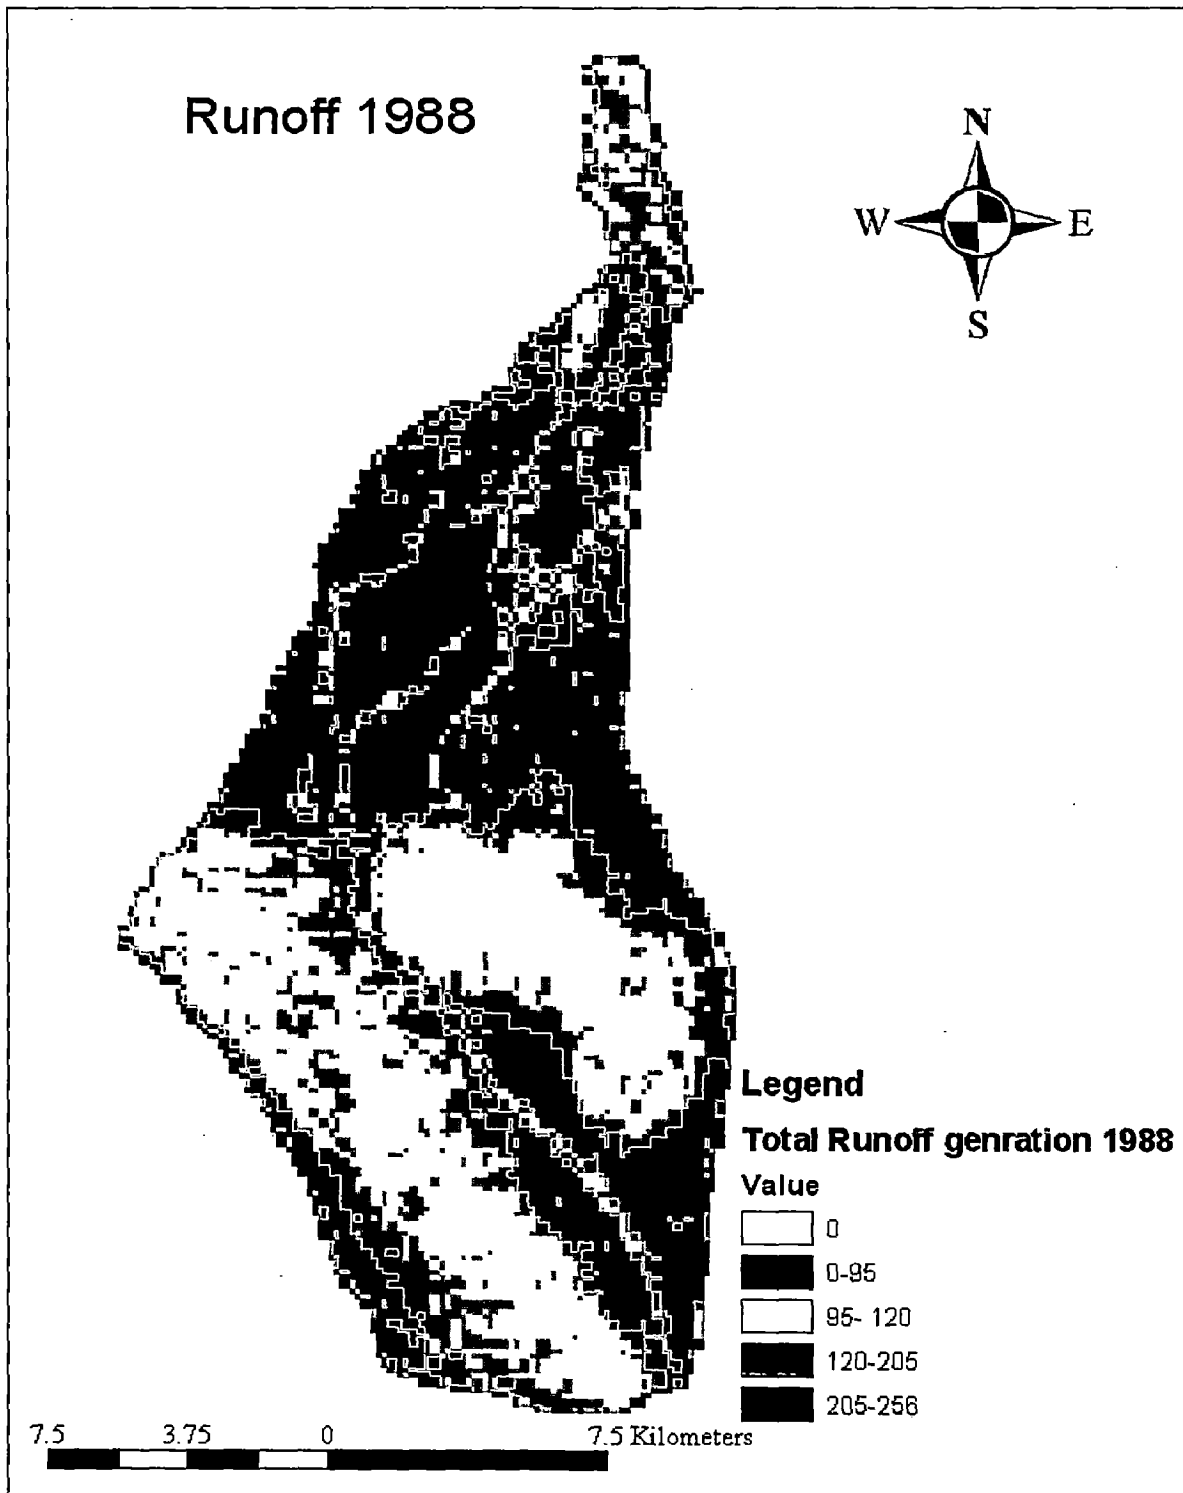 Runoff 1988
N
W E
S
Legend
Total Runoff genration 1988
Value
0
0-95
95- 120
120-205
205-256
7.5 3.75 0 7.5 Kilometers